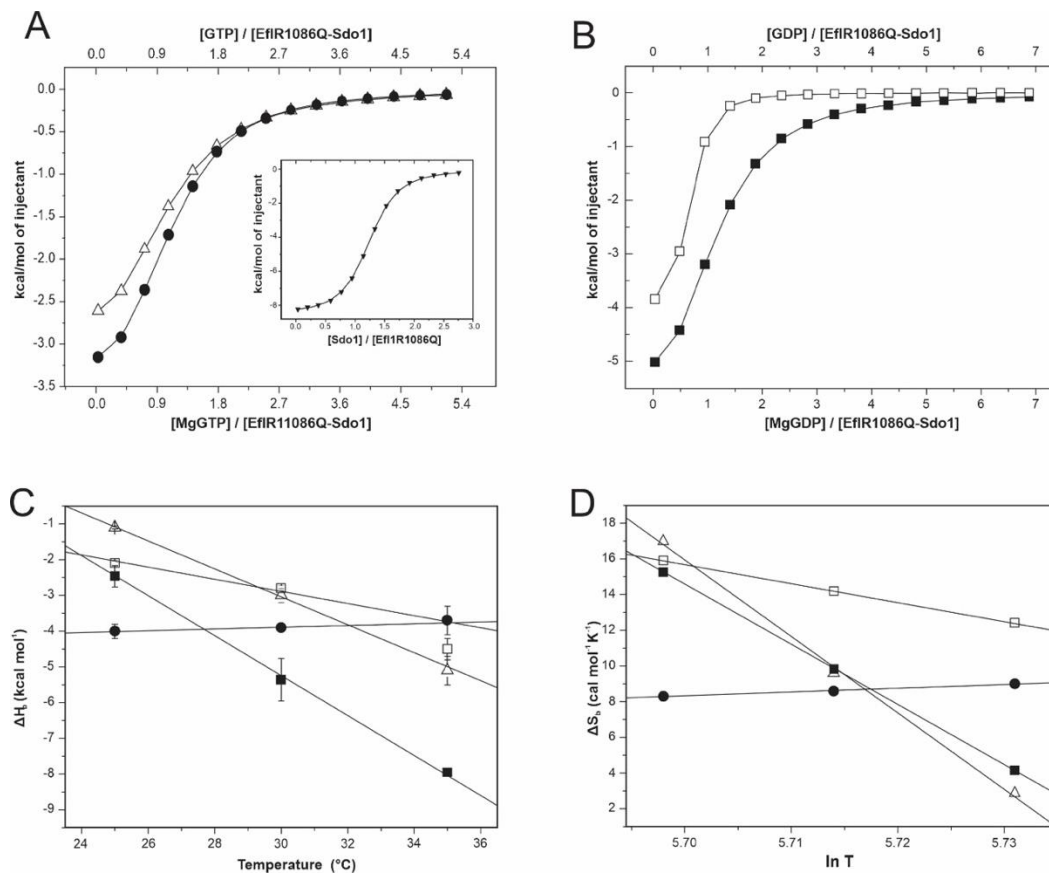 A
[GTP] / [EflR1086Q-Sdo1]
0.0 0.9 1.8 2.7 3.6 4.5 5.4
kcal/mol of injectant
0.0
-0.5
-1.0
-1.5
-2.0
-2.5
-3.0
-3.5
0.0 0.9 1.8 2.7 3.6 4.5 5.4
[MgGTP] / [EflR11086Q-Sdo1]
kcal/mol of injectant
0
-2
-4
-6
-8
0.0 0.5 1.0 1.5 2.0 2.5 3.0
[Sdo1] / [Efl1R1086Q]
B
[GDP] / [EflR1086Q-Sdo1]
0 1 2 3 4 5 6 7
kcal/mol of injectant
0
-1
-2
-3
-4
-5
0 1 2 3 4 5 6 7
[MgGDP] / [EflR1086Q-Sdo1]
C
ΔHb (kcal mol-1)
-1
-2
-3
-4
-5
-6
-7
-8
-9
24 26 28 30 32 34 36
Temperature (°C)
D
ΔSb (cal mol-1 K-1)
18
16
14
12
10
8
6
4
2
5.70 5.71 5.72 5.73
ln T